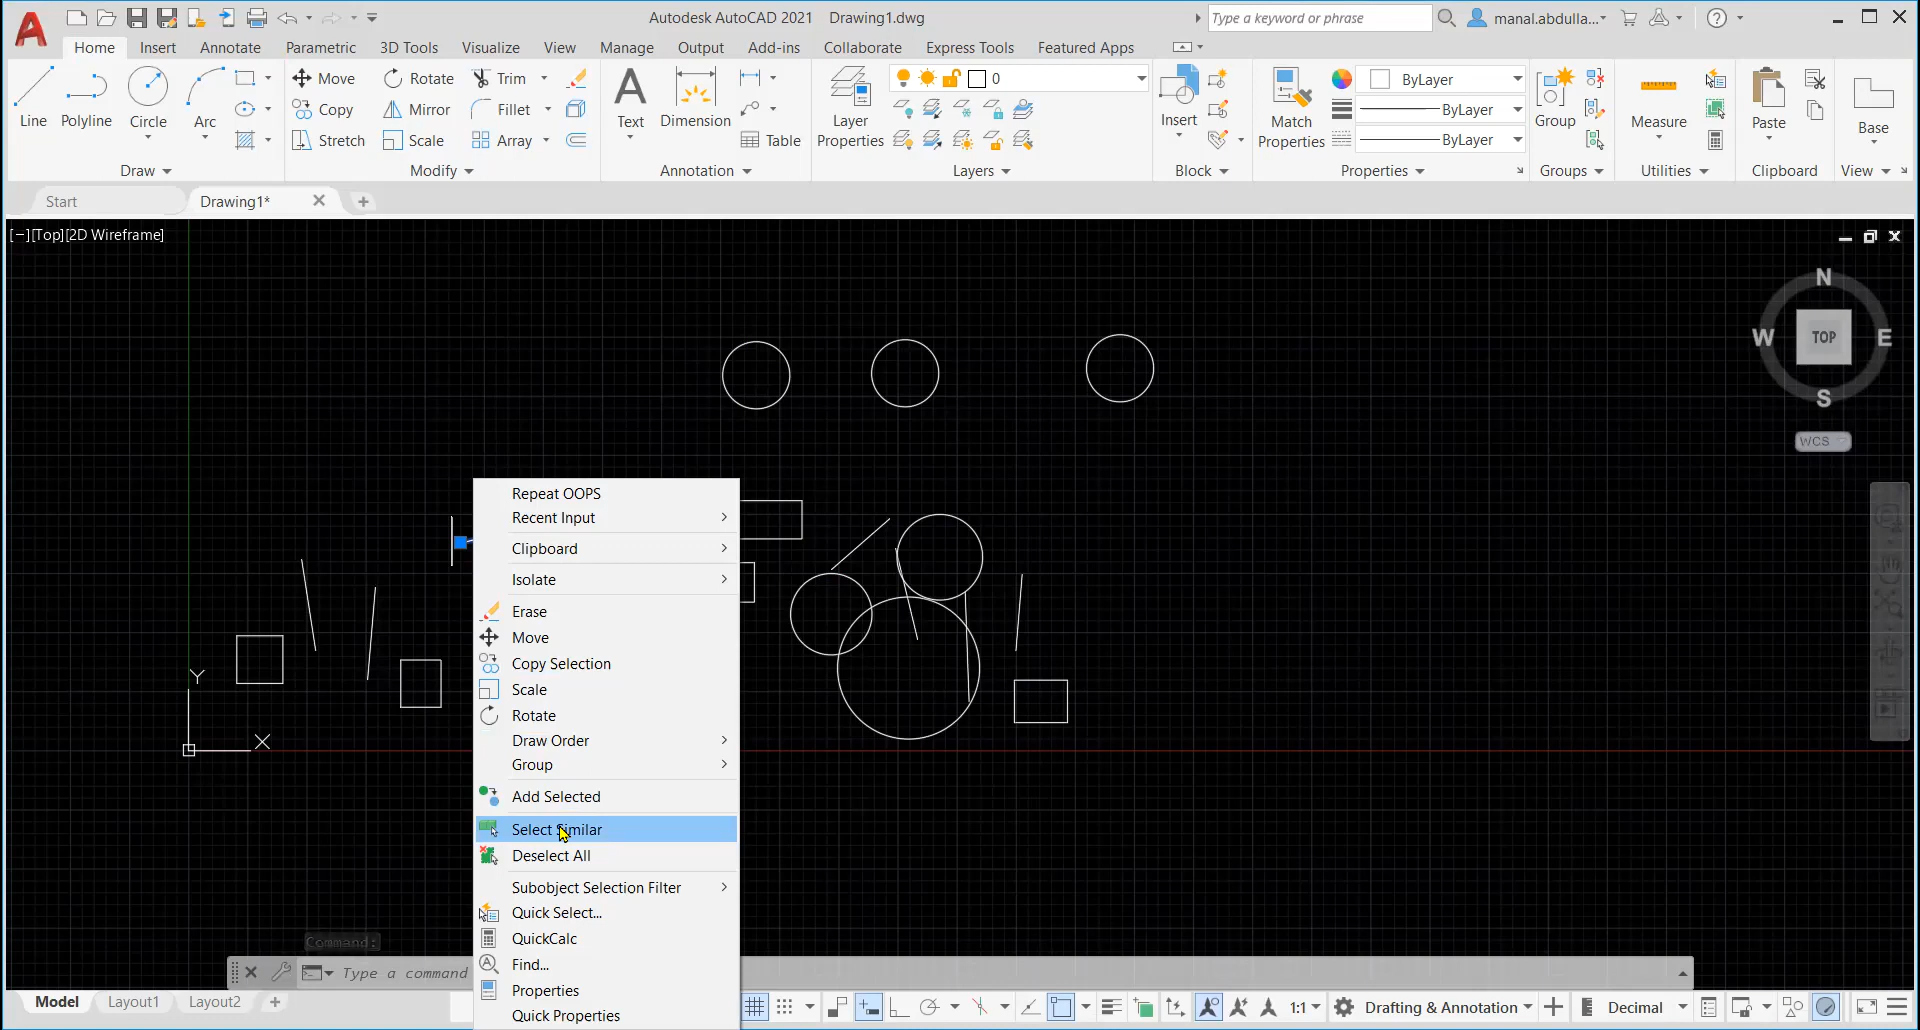 Autodesk AutoCAD 2021 Drawing1.dwg
Type a keyword or phrase
manal.abdulla...
Home Insert Annotate Parametric 3D Tools Visualize View Manage Output Add-ins Collaborate Express Tools Featured Apps
Line
Polyline
Circle
Arc
Draw
Move
Rotate
Trim
Copy
Mirror
Fillet
Stretch
Scale
Array
Modify
Text
Dimension
Table
Annotation
Layer
Properties
0
Layers
Insert
Block
Match
Properties
ByLayer
ByLayer
ByLayer
Properties
Group
Groups
Measure
Utilities
Paste
Clipboard
Base
View
Start
Drawing1*
[−][Top][2D Wireframe]
N
W
TOP
E
S
WCS
Y
X
Repeat OOPS
Recent Input
Clipboard
Isolate
Erase
Move
Copy Selection
Scale
Rotate
Draw Order
Group
Add Selected
Select Similar
Deselect All
Subobject Selection Filter
Quick Select...
QuickCalc
Find...
Properties
Quick Properties
Command:
Type a command
Model Layout1 Layout2
1:1
Drafting & Annotation
Decimal